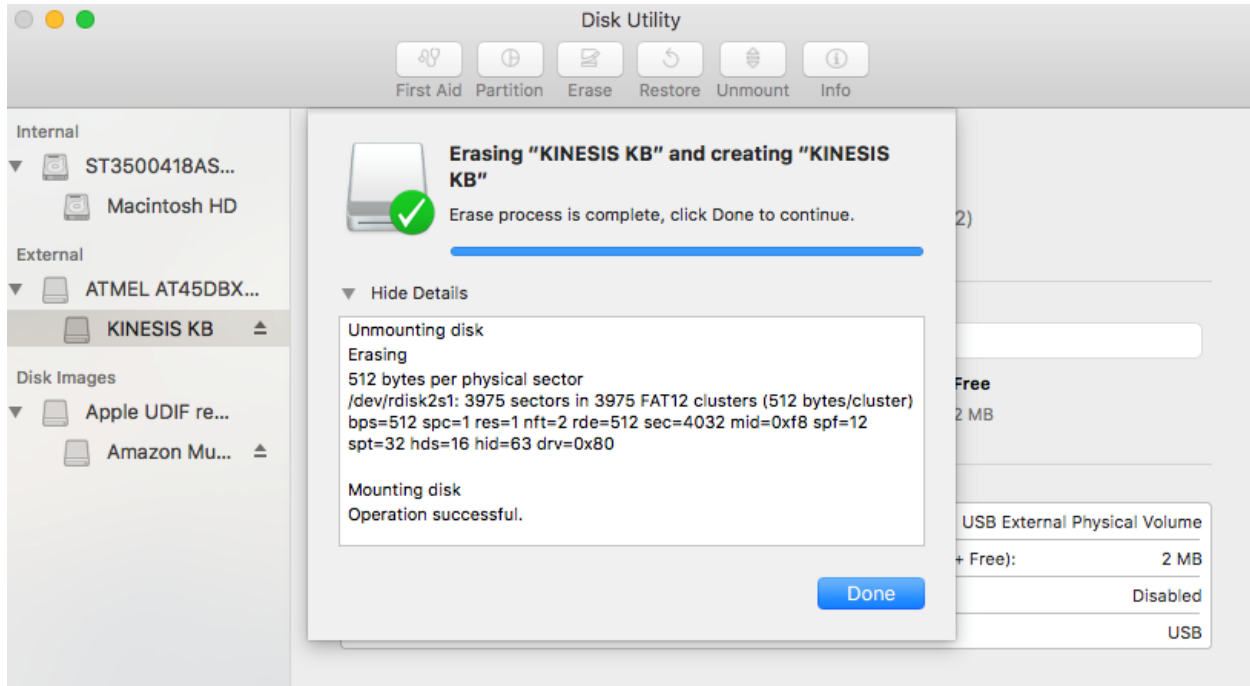 Disk Utility
First Aid Partition Erase Restore Unmount Info
Internal
ST3500418AS...
Macintosh HD
External
ATMEL AT45DBX...
KINESIS KB
Disk Images
Apple UDIF re...
Amazon Mu...
Erasing "KINESIS KB" and creating "KINESIS
KB"
Erase process is complete, click Done to continue.
Hide Details
Unmounting disk
Erasing
512 bytes per physical sector
/dev/rdisk2s1: 3975 sectors in 3975 FAT12 clusters (512 bytes/cluster)
bps=512 spc=1 res=1 nft=2 rde=512 sec=4032 mid=0xf8 spf=12
spt=32 hds=16 hid=63 drv=0x80
Mounting disk
Operation successful.
Done
2)
Free
2 MB
USB External Physical Volume
+ Free): 2 MB
Disabled
USB